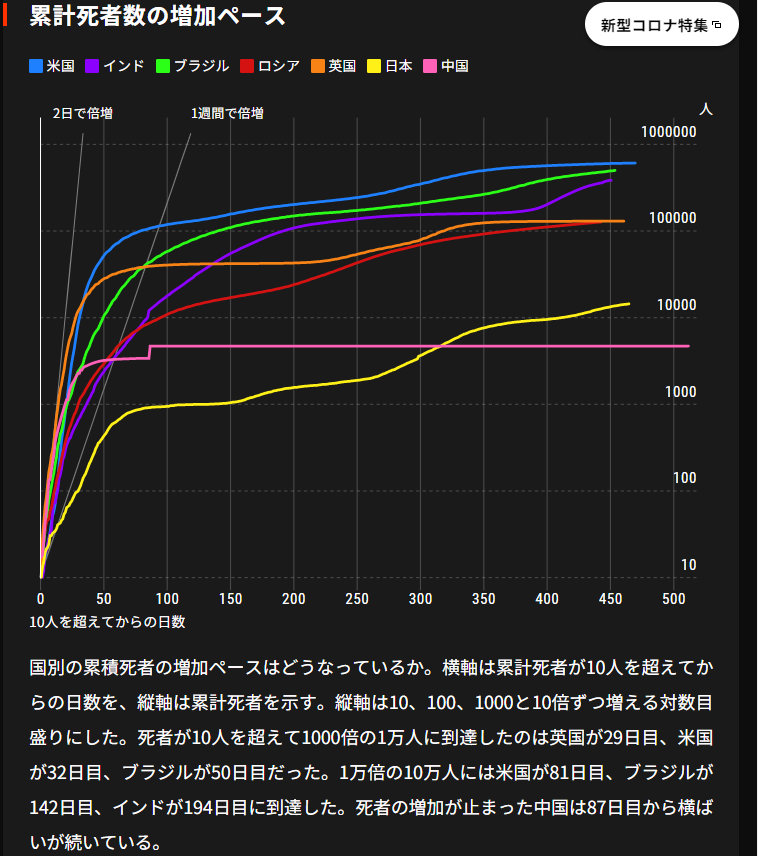 累計死者数の増加ペース
新型コロナ特集
米国 インド ブラジル ロシア 英国 日本 中国
2日で倍増 1週間で倍増 人
1000000
100000
10000
1000
100
10
0 50 100 150 200 250 300 350 400 450 500
10人を超えてからの日数
国別の累積死者の増加ペースはどうなっているか。横軸は累計死者が10人を超えてか
らの日数を、縦軸は累計死者を示す。縦軸は10、100、1000と10倍ずつ増える対数目
盛りにした。死者が10人を超えて1000倍の1万人に到達したのは英国が29日目、米国
が32日目、ブラジルが50日目だった。1万倍の10万人には米国が81日目、ブラジルが
142日目、インドが194日目に到達した。死者の増加が止まった中国は87日目から横ば
いが続いている。